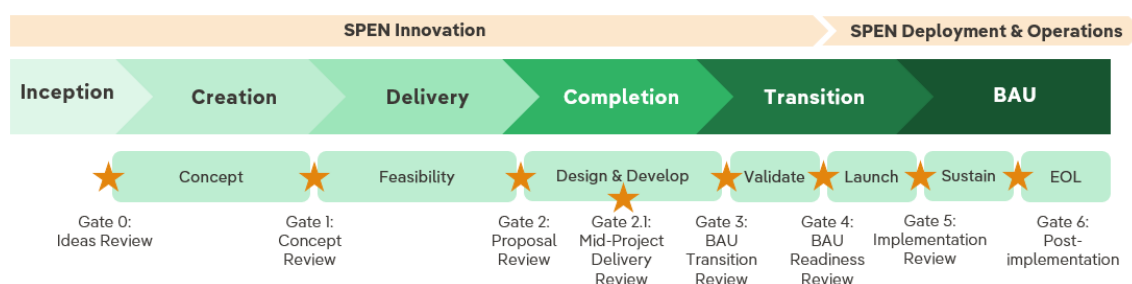 SPEN Innovation
SPEN Deployment & Operations
Inception
Creation
Delivery
Completion
Transition
BAU
Concept
Feasibility
Design & Develop
Validate
Launch
Sustain
EOL
Gate 0:
Ideas Review
Gate 1:
Concept
Review
Gate 2:
Proposal
Review
Gate 2.1:
Mid-Project
Delivery
Review
Gate 3:
BAU
Transition
Review
Gate 4:
BAU
Readiness
Review
Gate 5:
Implementation
Review
Gate 6:
Post-
implementation